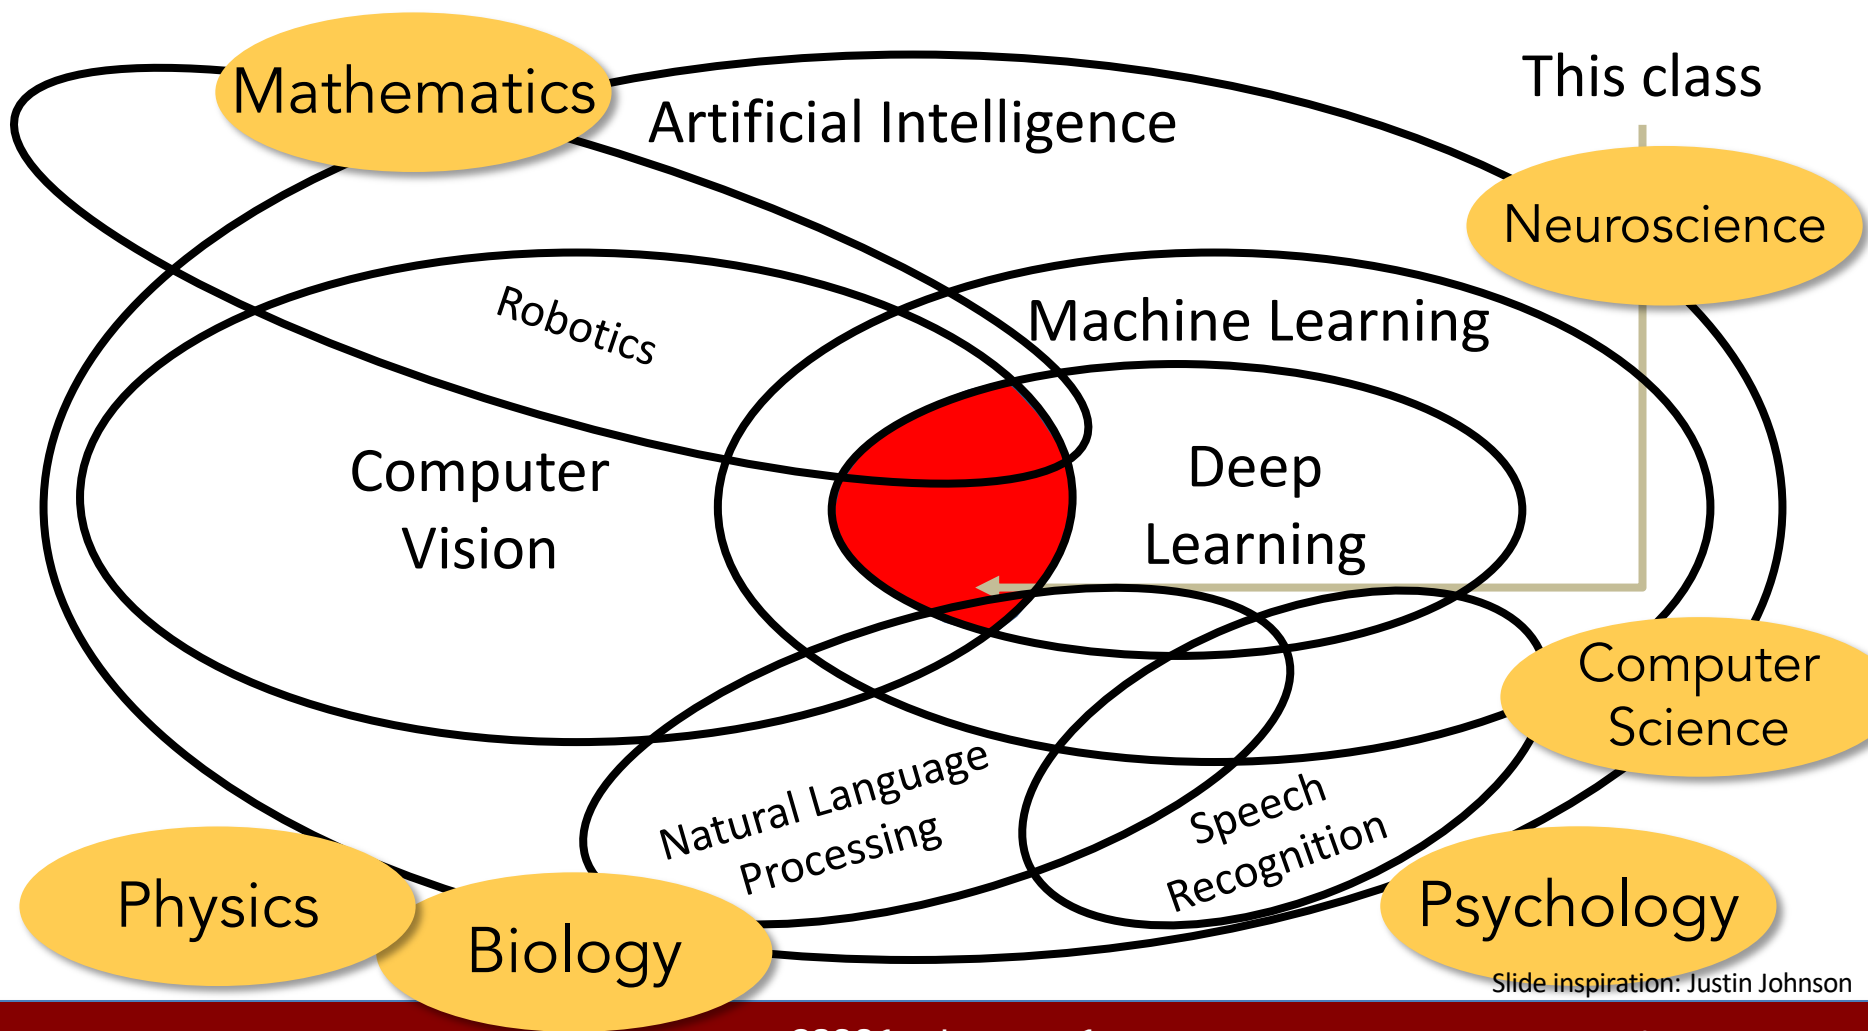 Mathematics
Artificial Intelligence
This class
Neuroscience
Robotics
Machine Learning
Computer
Vision
Deep
Learning
Computer
Science
Natural Language
Processing
Speech
Recognition
Physics
Biology
Psychology
Slide inspiration: Justin Johnson